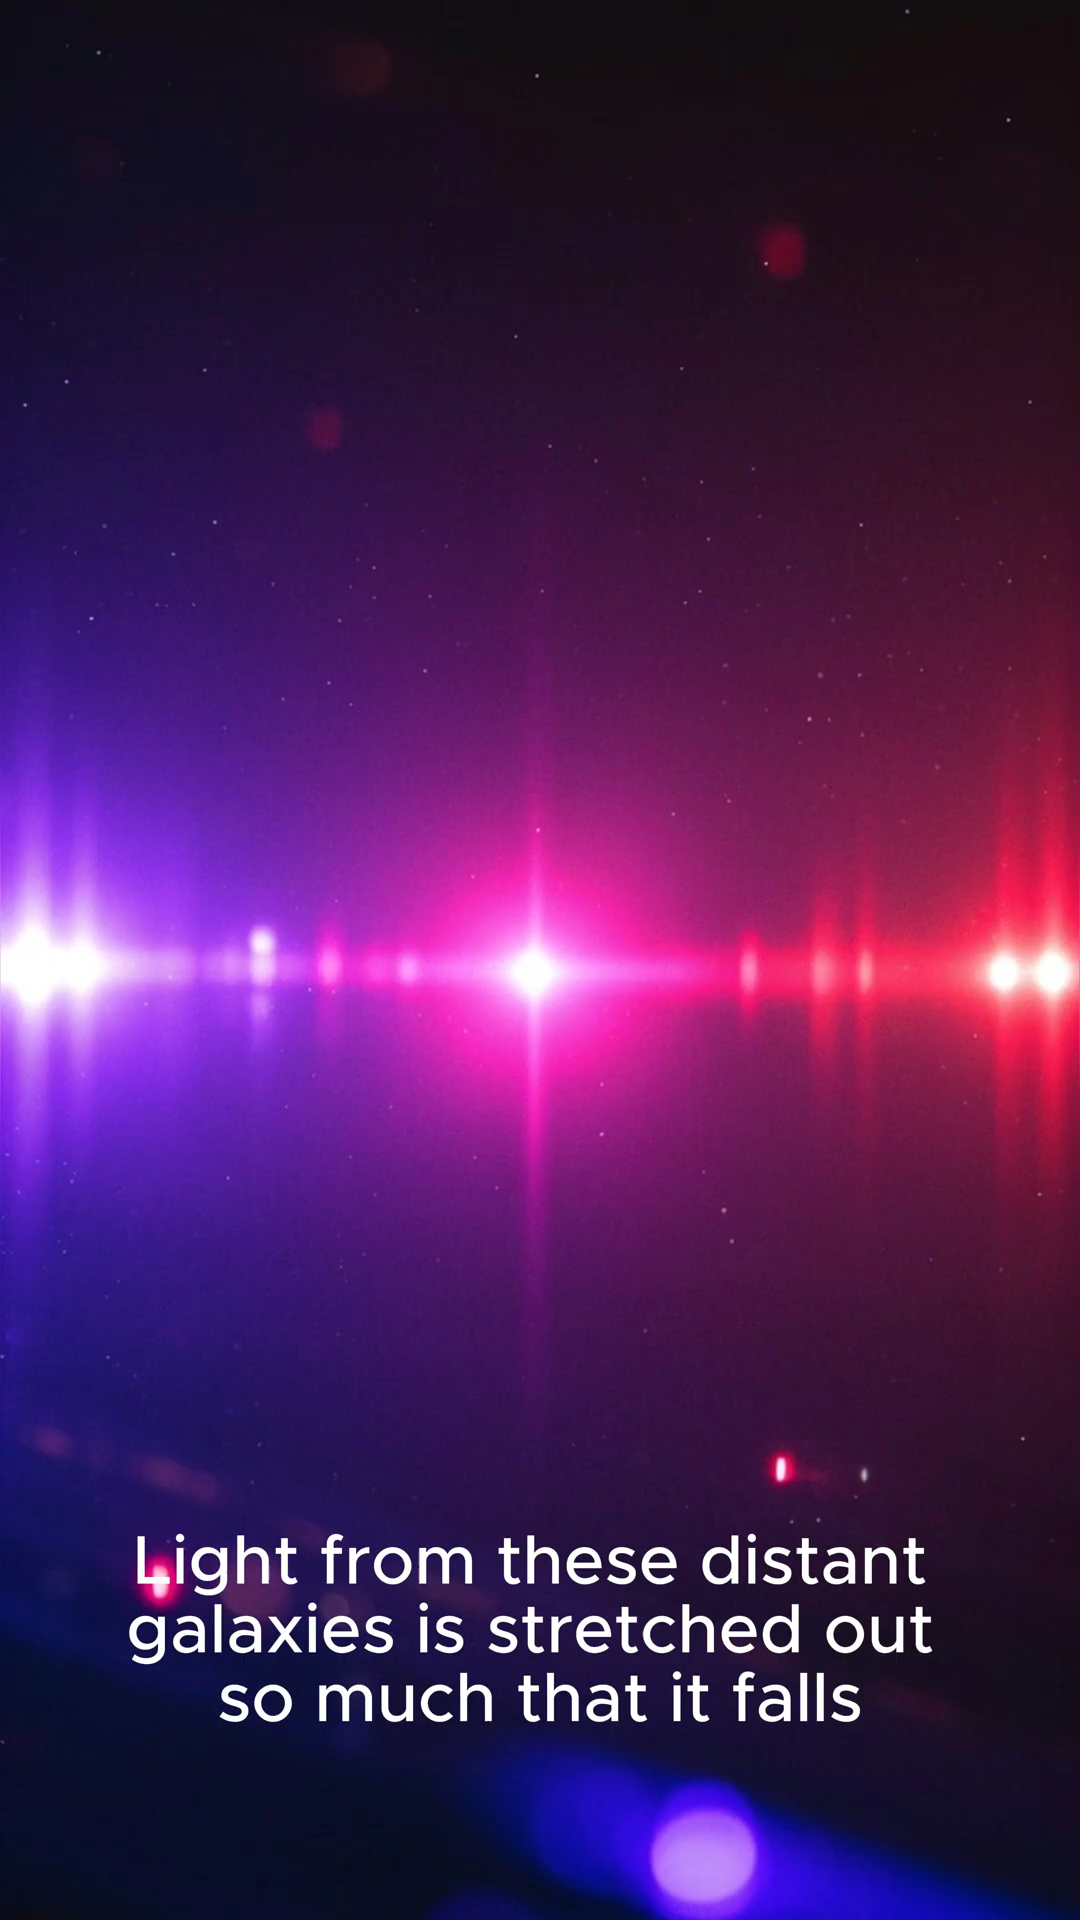 Light from these distant
galaxies is stretched out
so much that it falls